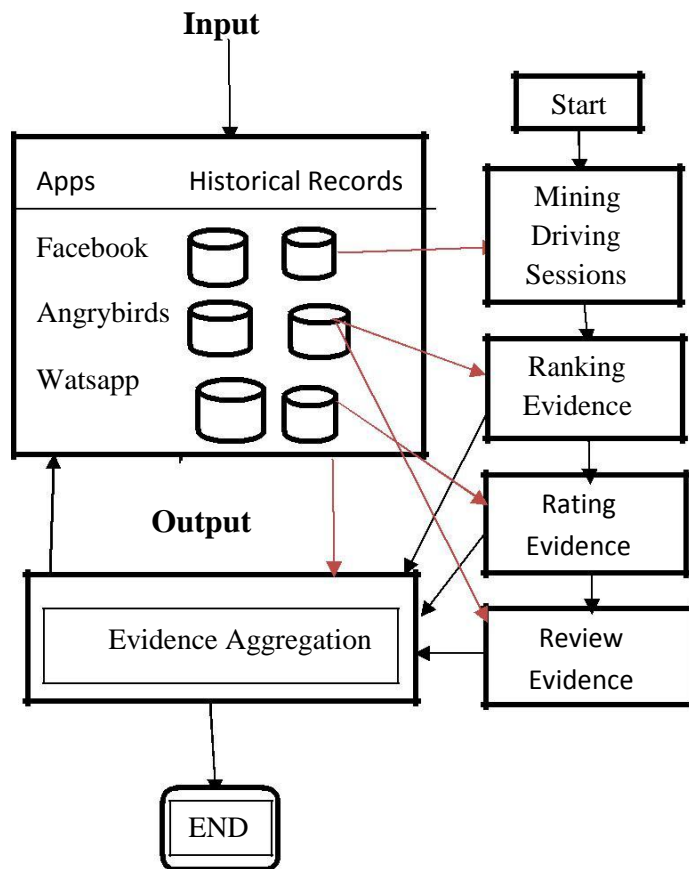 Input
Start
Apps Historical Records
Mining
Driving
Sessions
Facebook
Angrybirds
Watsapp
Ranking
Evidence
Output
Rating
Evidence
Evidence Aggregation
Review
Evidence
END